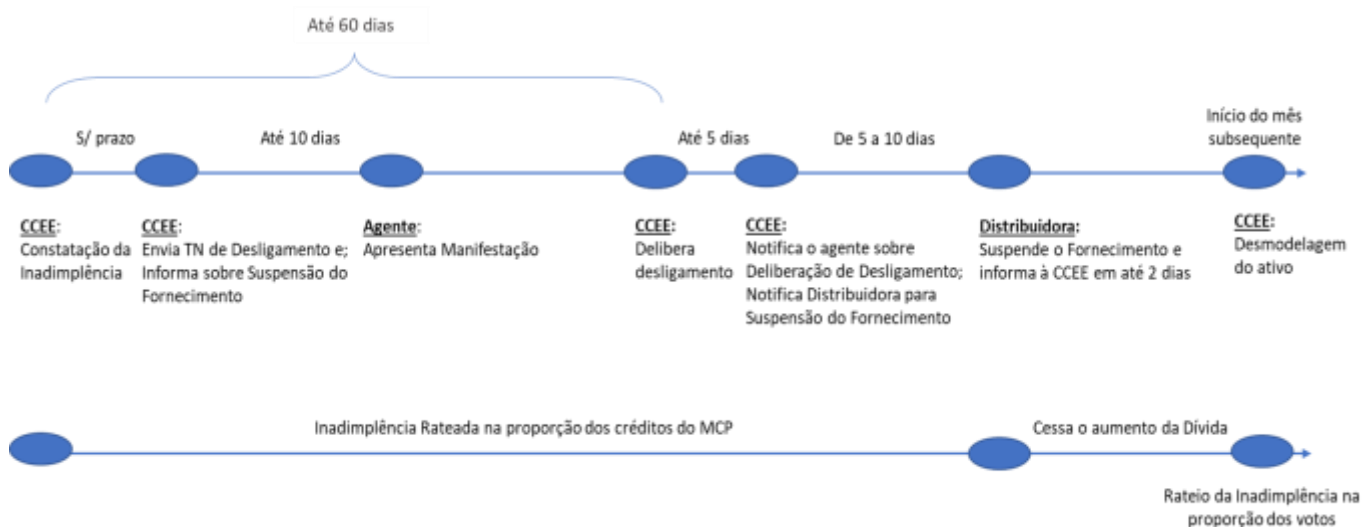 Até 60 dias
S/ prazo
Até 10 dias
Até 5 dias
De 5 a 10 dias
Início do mês
subsequente
CCEE:
Constatação da
Inadimplência
CCEE:
Envia TN de Desligamento e;
Informa sobre Suspensão do
Fornecimento
Agente:
Apresenta Manifestação
CCEE:
Delibera
desligamento
CCEE:
Notifica o agente sobre
Deliberação de Desligamento;
Notifica Distribuidora para
Suspensão do Fornecimento
Distribuidora:
Suspende o Fornecimento e
informa à CCEE em até 2 dias
CCEE:
Desmodelagem
do ativo
Inadimplência Rateada na proporção dos créditos do MCP
Cessa o aumento da Dívida
Rateio da Inadimplência na
proporção dos votos